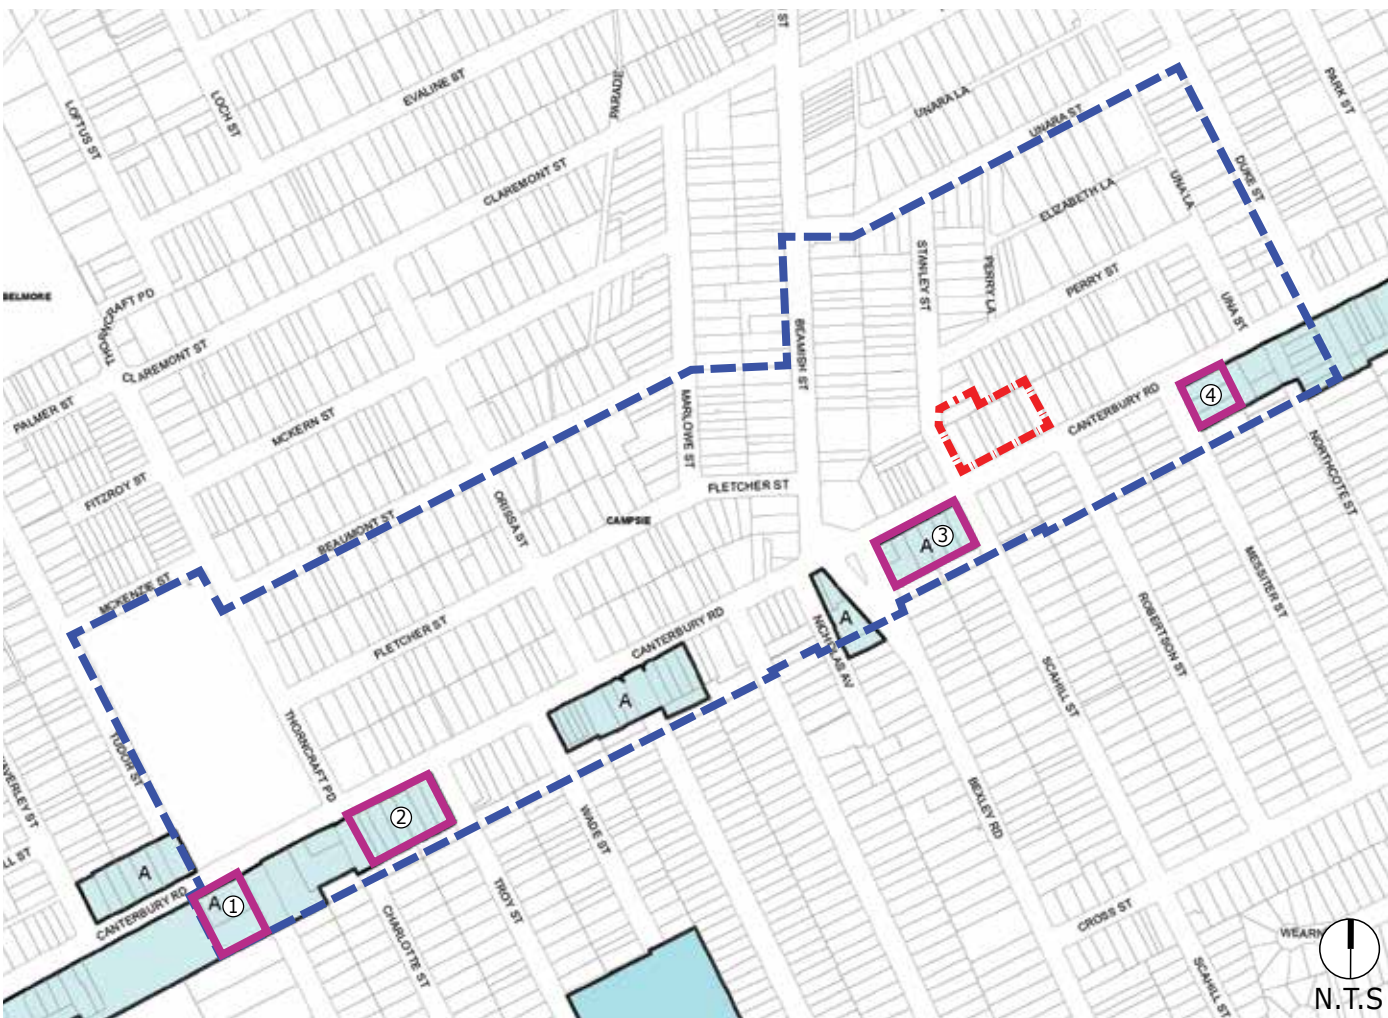 ST
EVALINE ST
PARADE
LOFTUS ST
LOCH ST
UNARA LA
UNARA ST
PARK ST
CLAREMONT ST
DUKE ST
UNA LA
ELIZABETH LA
STANLEY ST
PERRY LA
PERRY ST
BELMORE
THORNCRAFT PD
UNA ST
BEAMISH ST
CLAREMONT ST
PALMER ST
MCKERN ST
MARLOWE ST
CANTERBURY RD
4
NORTHCOTE ST
FITZROY ST
ORISSA ST
FLETCHER ST
CAMPSIE
BEAUMONT ST
A 3
MESSITER ST
MCKENZIE ST
ROBERTSON ST
A
NICHOLAS AV
FLETCHER ST
CANTERBURY RD
SCAHILL ST
A
THORNCRAFT PD
TUDOR ST
2
BEXLEY RD
WADE ST
LL ST
A
TROY ST
A 1
CANTERBURY RD
CHARLOTTE ST
CROSS ST
WEARN
SCAHILL ST
N.T.S